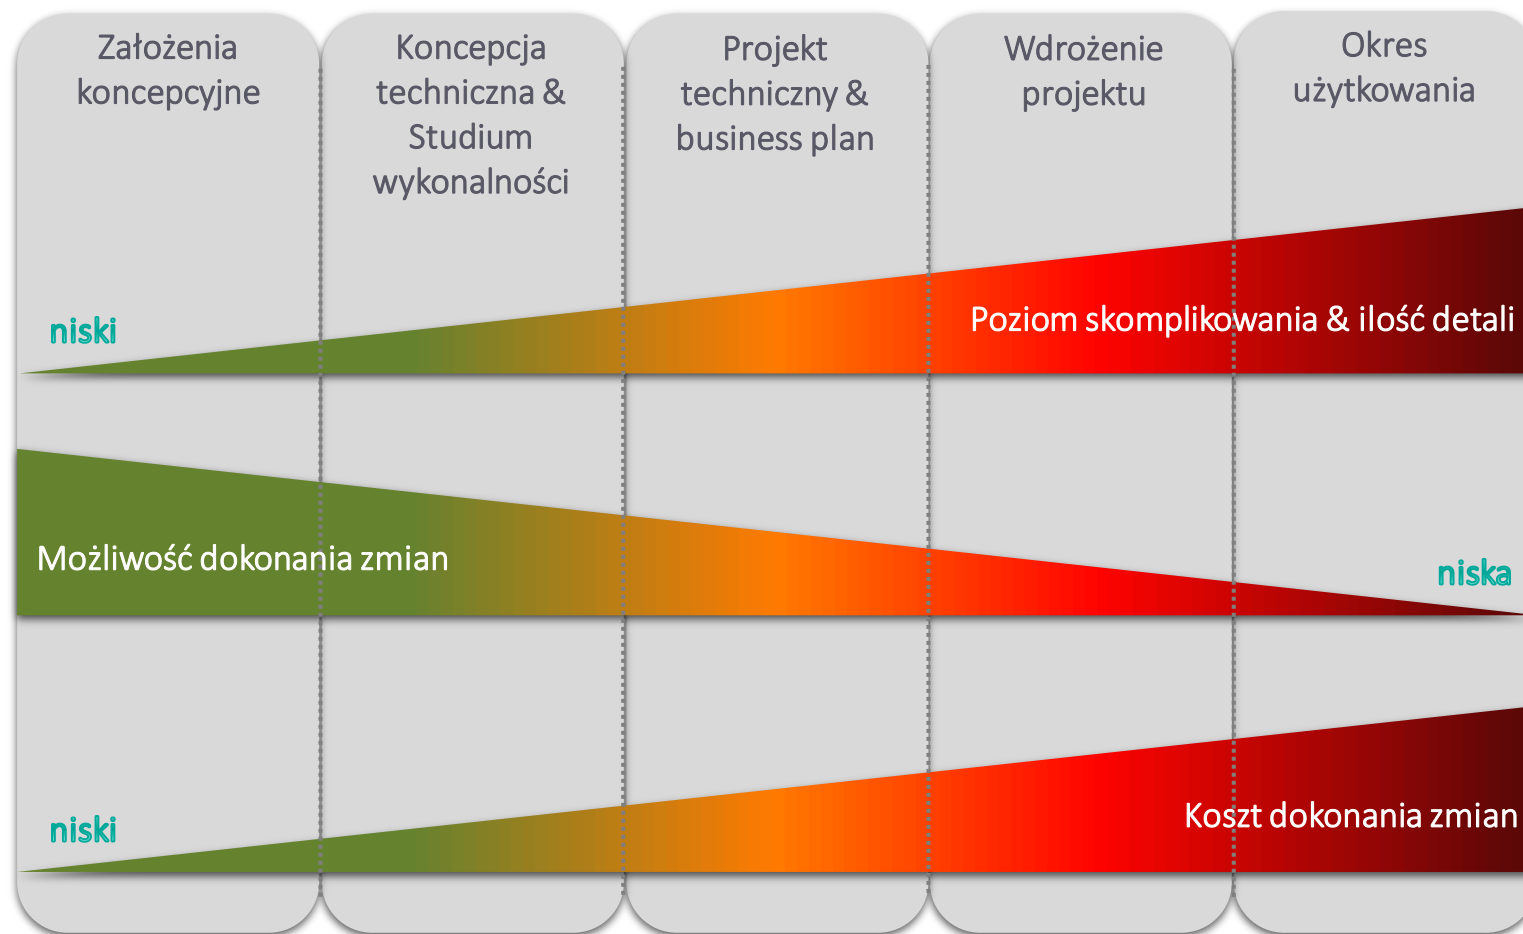 Założenia
koncepcyjne
Koncepcja
techniczna &
Studium
wykonalności
Projekt
techniczny &
business plan
Wdrożenie
projektu
Okres
użytkowania
niski
Poziom skomplikowania & ilość detali
Możliwość dokonania zmian
niska
niski
Koszt dokonania zmian